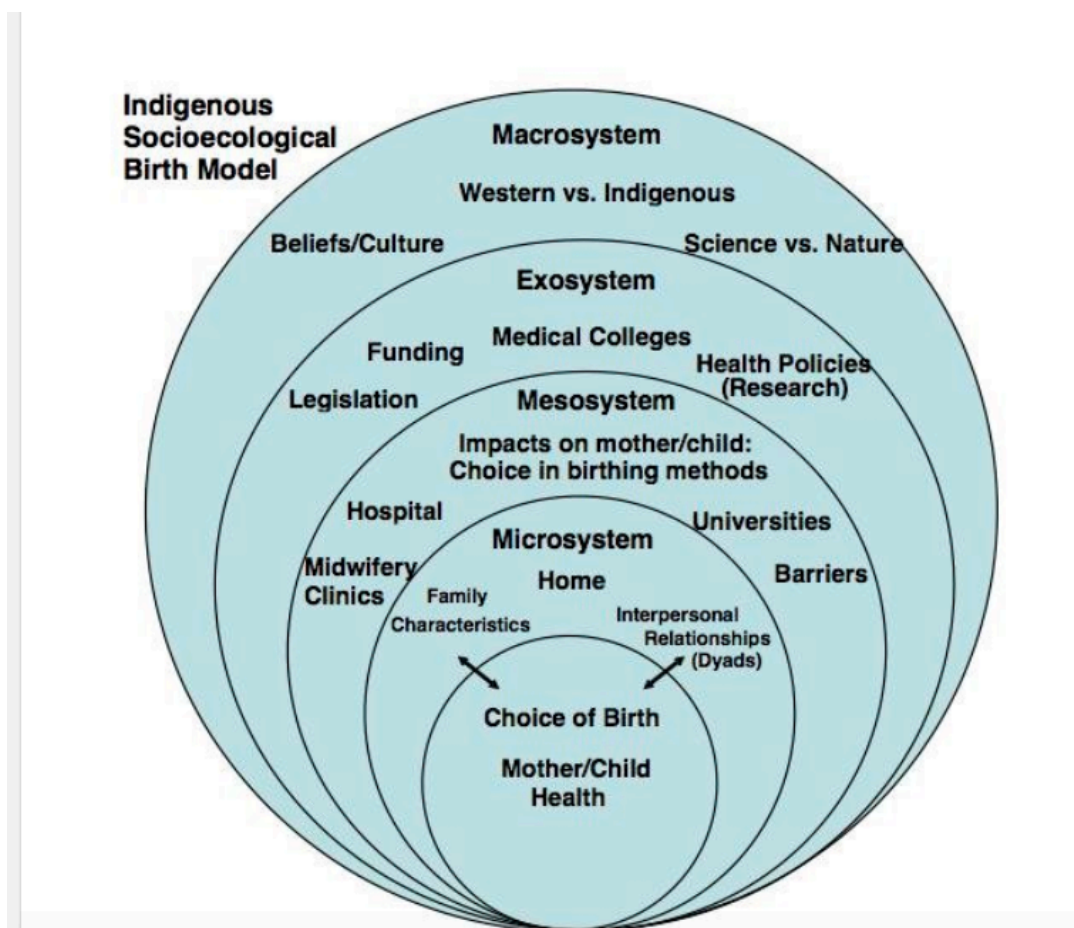 Indigenous
Socioecological
Birth Model
Macrosystem
Western vs. Indigenous
Beliefs/Culture
Science vs. Nature
Exosystem
Medical Colleges
Funding
Health Policies
(Research)
Legislation
Mesosystem
Impacts on mother/child:
Choice in birthing methods
Hospital
Universities
Microsystem
Midwifery
Clinics
Barriers
Home
Family
Characteristics
Interpersonal
Relationships
(Dyads)
Choice of Birth
Mother/Child
Health